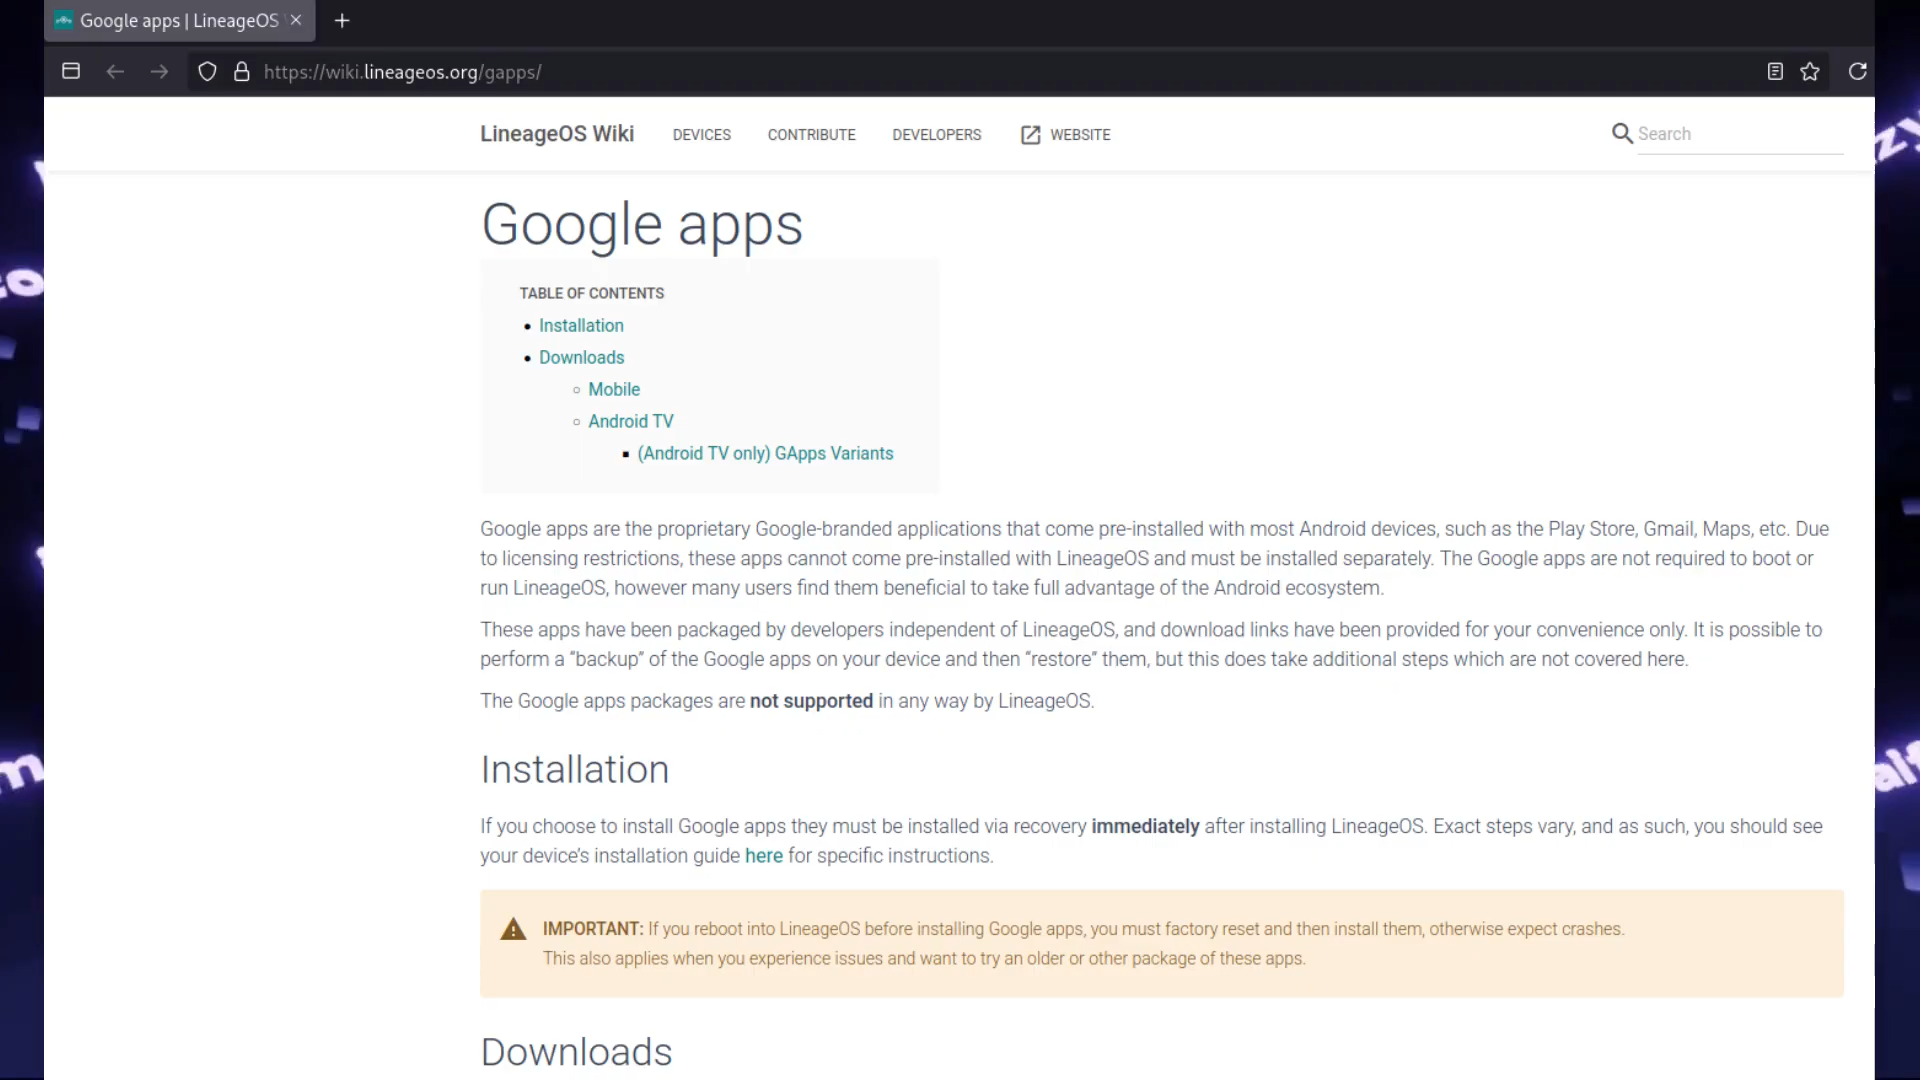 Google apps | LineageOS
https://wiki.lineageos.org/gapps/
LineageOS Wiki
DEVICES
CONTRIBUTE
DEVELOPERS
WEBSITE
Search
Google apps
TABLE OF CONTENTS
Installation
Downloads
Mobile
Android TV
(Android TV only) GApps Variants
Google apps are the proprietary Google-branded applications that come pre-installed with most Android devices, such as the Play Store, Gmail, Maps, etc. Due
to licensing restrictions, these apps cannot come pre-installed with LineageOS and must be installed separately. The Google apps are not required to boot or
run LineageOS, however many users find them beneficial to take full advantage of the Android ecosystem.
These apps have been packaged by developers independent of LineageOS, and download links have been provided for your convenience only. It is possible to
perform a “backup” of the Google apps on your device and then “restore” them, but this does take additional steps which are not covered here.
The Google apps packages are not supported in any way by LineageOS.
Installation
If you choose to install Google apps they must be installed via recovery immediately after installing LineageOS. Exact steps vary, and as such, you should see
your device’s installation guide here for specific instructions.
IMPORTANT: If you reboot into LineageOS before installing Google apps, you must factory reset and then install them, otherwise expect crashes.
This also applies when you experience issues and want to try an older or other package of these apps.
Downloads